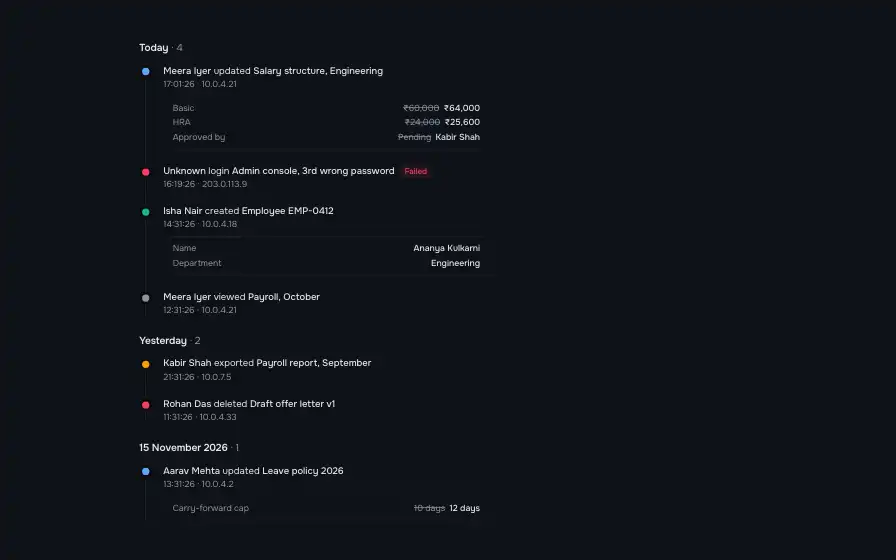 Today · 4
Meera Iyer updated Salary structure, Engineering
17:01:26 · 10.0.4.21
Basic ₹60,000 ₹64,000
HRA ₹24,000 ₹25,600
Approved by Pending Kabir Shah
Unknown login Admin console, 3rd wrong password Failed
16:19:26 · 203.0.113.9
Isha Nair created Employee EMP-0412
14:31:26 · 10.0.4.18
Name Ananya Kulkarni
Department Engineering
Meera Iyer viewed Payroll, October
12:31:26 · 10.0.4.21
Yesterday · 2
Kabir Shah exported Payroll report, September
21:31:26 · 10.0.7.5
Rohan Das deleted Draft offer letter v1
11:31:26 · 10.0.4.33
15 November 2026 · 1
Aarav Mehta updated Leave policy 2026
13:31:26 · 10.0.4.2
Carry-forward cap 10 days 12 days